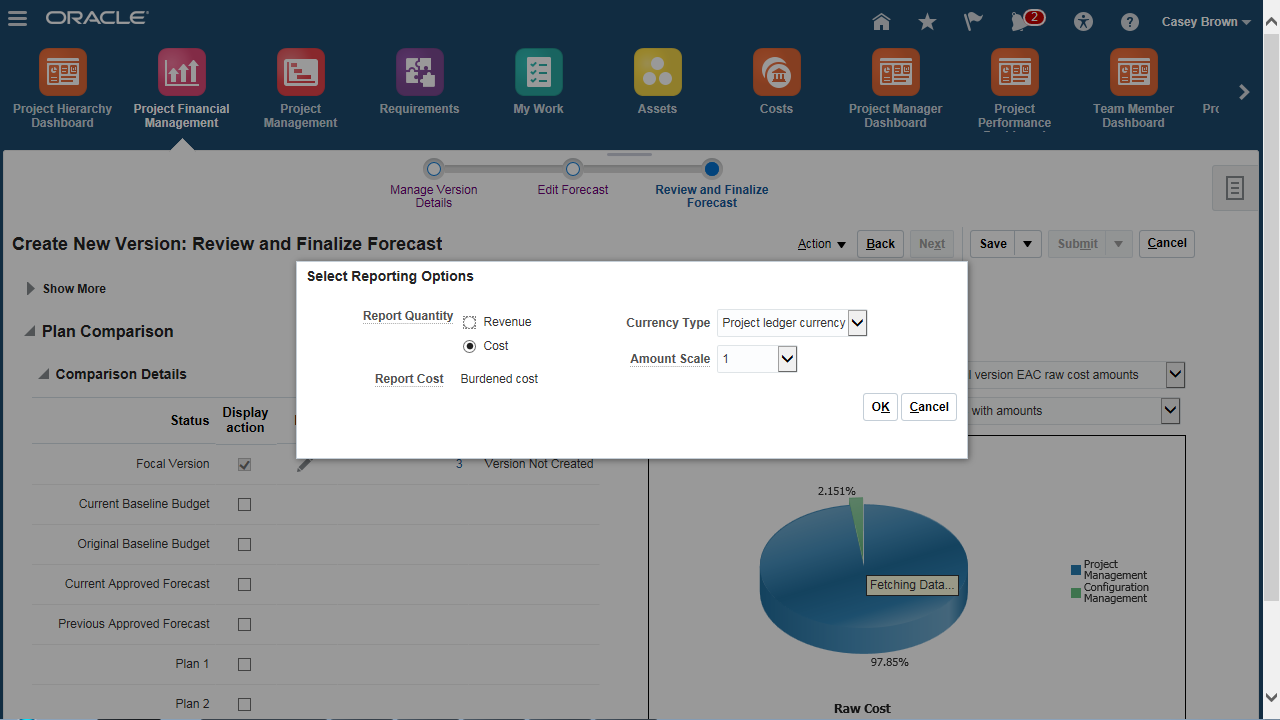 ORACLE
2
Casey Brown
Project Hierarchy
Dashboard
Project Financial
Management
Project
Management
Requirements
My Work
Assets
Costs
Project Manager
Dashboard
Project
Performance
Team Member
Dashboard
Manage Version
Details
Edit Forecast
Review and Finalize
Forecast
Create New Version: Review and Finalize Forecast
Action
Back
Next
Save
Submit
Cancel
Show More
Select Reporting Options
Report Quantity
Revenue
Cost
Report Cost
Burdened cost
Currency Type
Project ledger currency
Amount Scale
1
OK
Cancel
Plan Comparison
Comparison Details
version EAC raw cost amounts
with amounts
Status
Display
action
Focal Version
3
Version Not Created
Current Baseline Budget
Original Baseline Budget
Current Approved Forecast
Previous Approved Forecast
Plan 1
Plan 2
2.151%
Fetching Data...
97.85%
Project
Management
Configuration
Management
Raw Cost